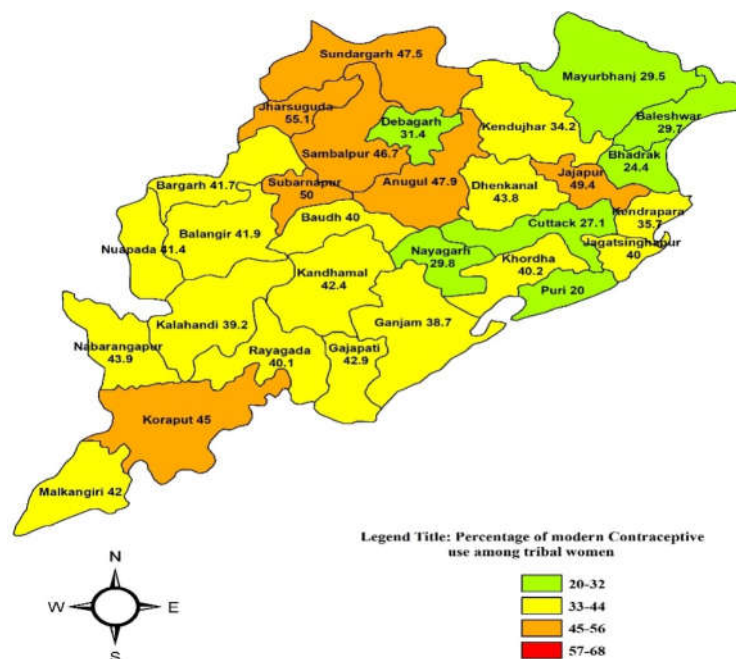 Sundargarh 47.5
Mayurbhanj 29.5
Jharsuguda
55.1
Debagarh
31.4
Kendujhar 34.2
Baleshwar
29.7
Sambalpur 46.7
Bhadrak
24.4
Bargarh 41.7
Subarnapur
50
Anugul 47.9
Jajapur
49.4
Dhenkanal
43.8
Kendrapara
35.7
Nuapada 41.4
Balangir 41.9
Baudh 40
Cuttack 27.1
Nayagarh
29.8
Khordha
40.2
Jagatsinghapur
40
Kandhamal
42.4
Puri 20
Kalahandi 39.2
Ganjam 38.7
Nabarangapur
43.9
Rayagada
40.1
Gajapati
42.9
Koraput 45
Malkangiri 42
N
W
E
S
Legend Title: Percentage of modern Contraceptive
use among tribal women
20-32
33-44
45-56
57-68